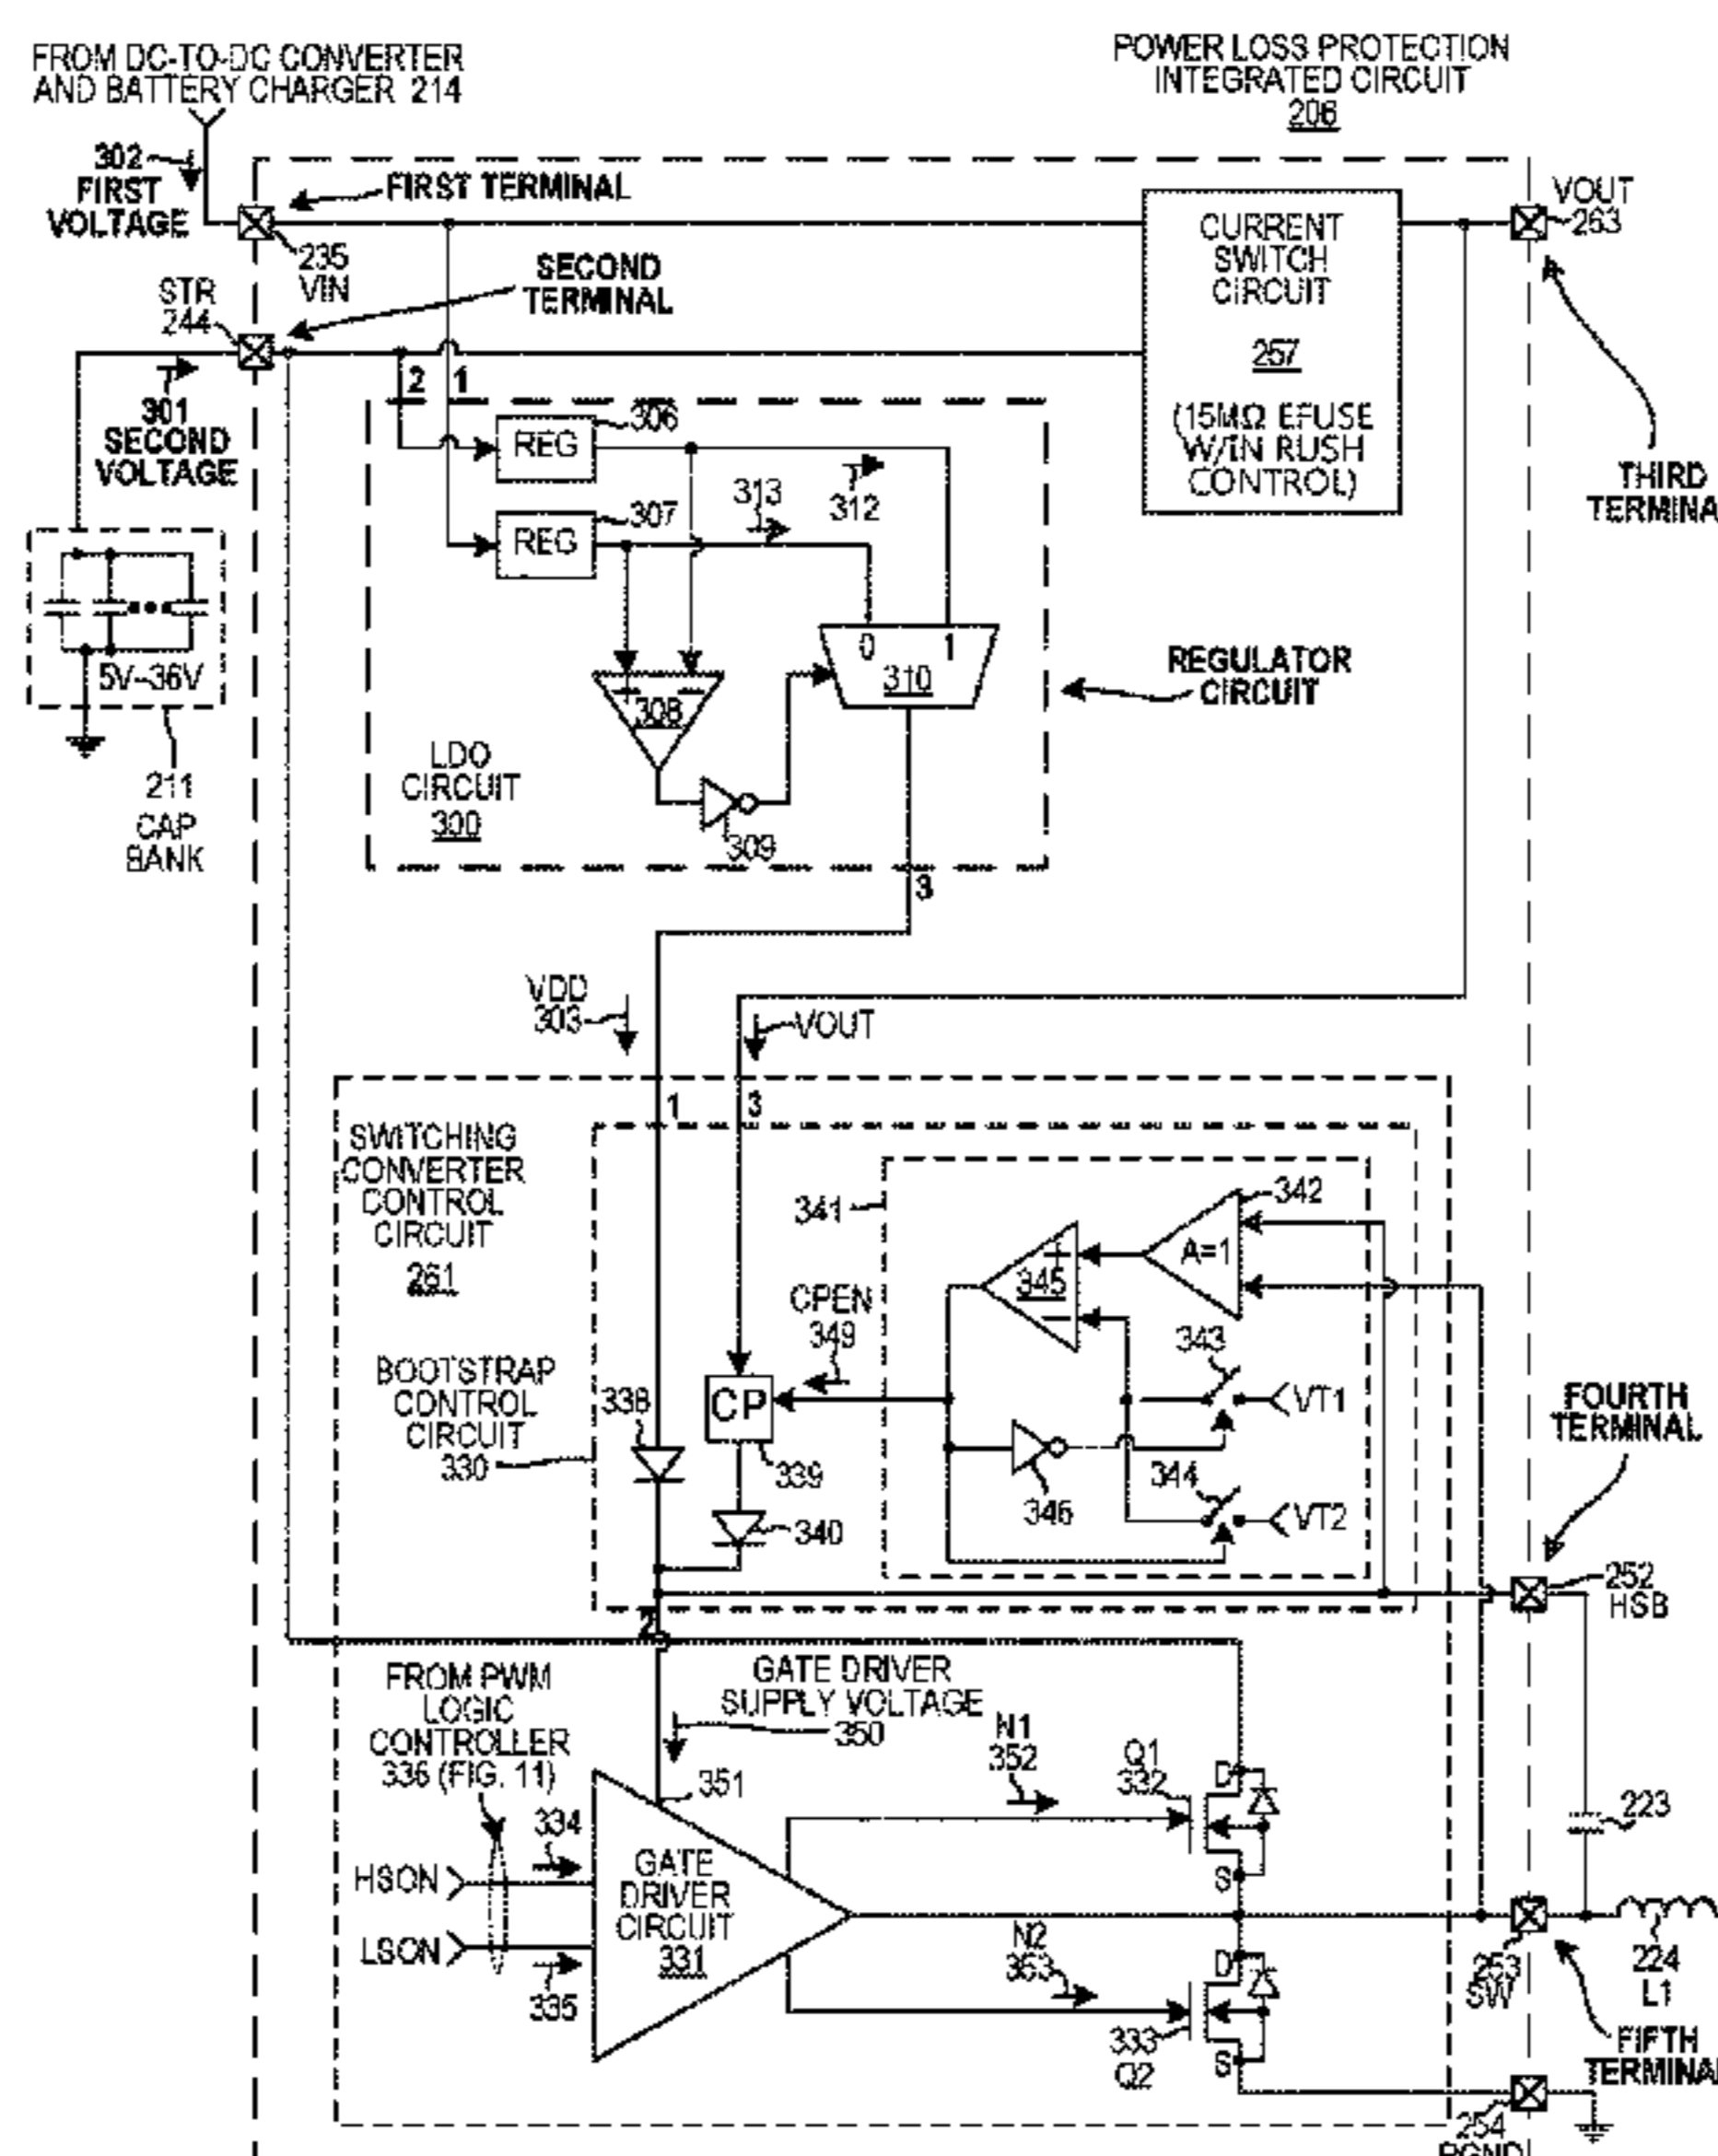 FROM DC-TO-DC CONVERTER
AND BATTERY CHARGER 214
POWER LOSS PROTECTION
INTEGRATED CIRCUIT
206
302
FIRST
VOLTAGE
FIRST TERMINAL
235
VIN
VOUT
263
CURRENT
SWITCH
CIRCUIT
257
(15MΩ EFUSE
W/IN RUSH
CONTROL)
SECOND
TERMINAL
STR
244
THIRD
TERMINA
2
1
301
SECOND
VOLTAGE
REG
306
REG
307
313
312
5V-36V
211
CAP
BANK
0
1
310
+
−
308
309
LDO
CIRCUIT
300
REGULATOR
CIRCUIT
3
VDD
303
VOUT
1
3
SWITCHING
CONVERTER
CONTROL
CIRCUIT
261
341
342
A=1
+
345
−
CPEN
349
343
VT1
BOOTSTRAP
CONTROL
CIRCUIT
330
338
CP
339
340
346
344
VT2
FOURTH
TERMINAL
252
HSB
2
FROM PWM
LOGIC
CONTROLLER
336 (FIG. 11)
GATE DRIVER
SUPPLY VOLTAGE
350
351
N1
352
Q1
332
D
S
223
334
HSON
LSON
335
GATE
DRIVER
CIRCUIT
331
N2
353
D
S
333
Q2
253
SW
224
L1
FIFTH
TERMINAL
254
PGND